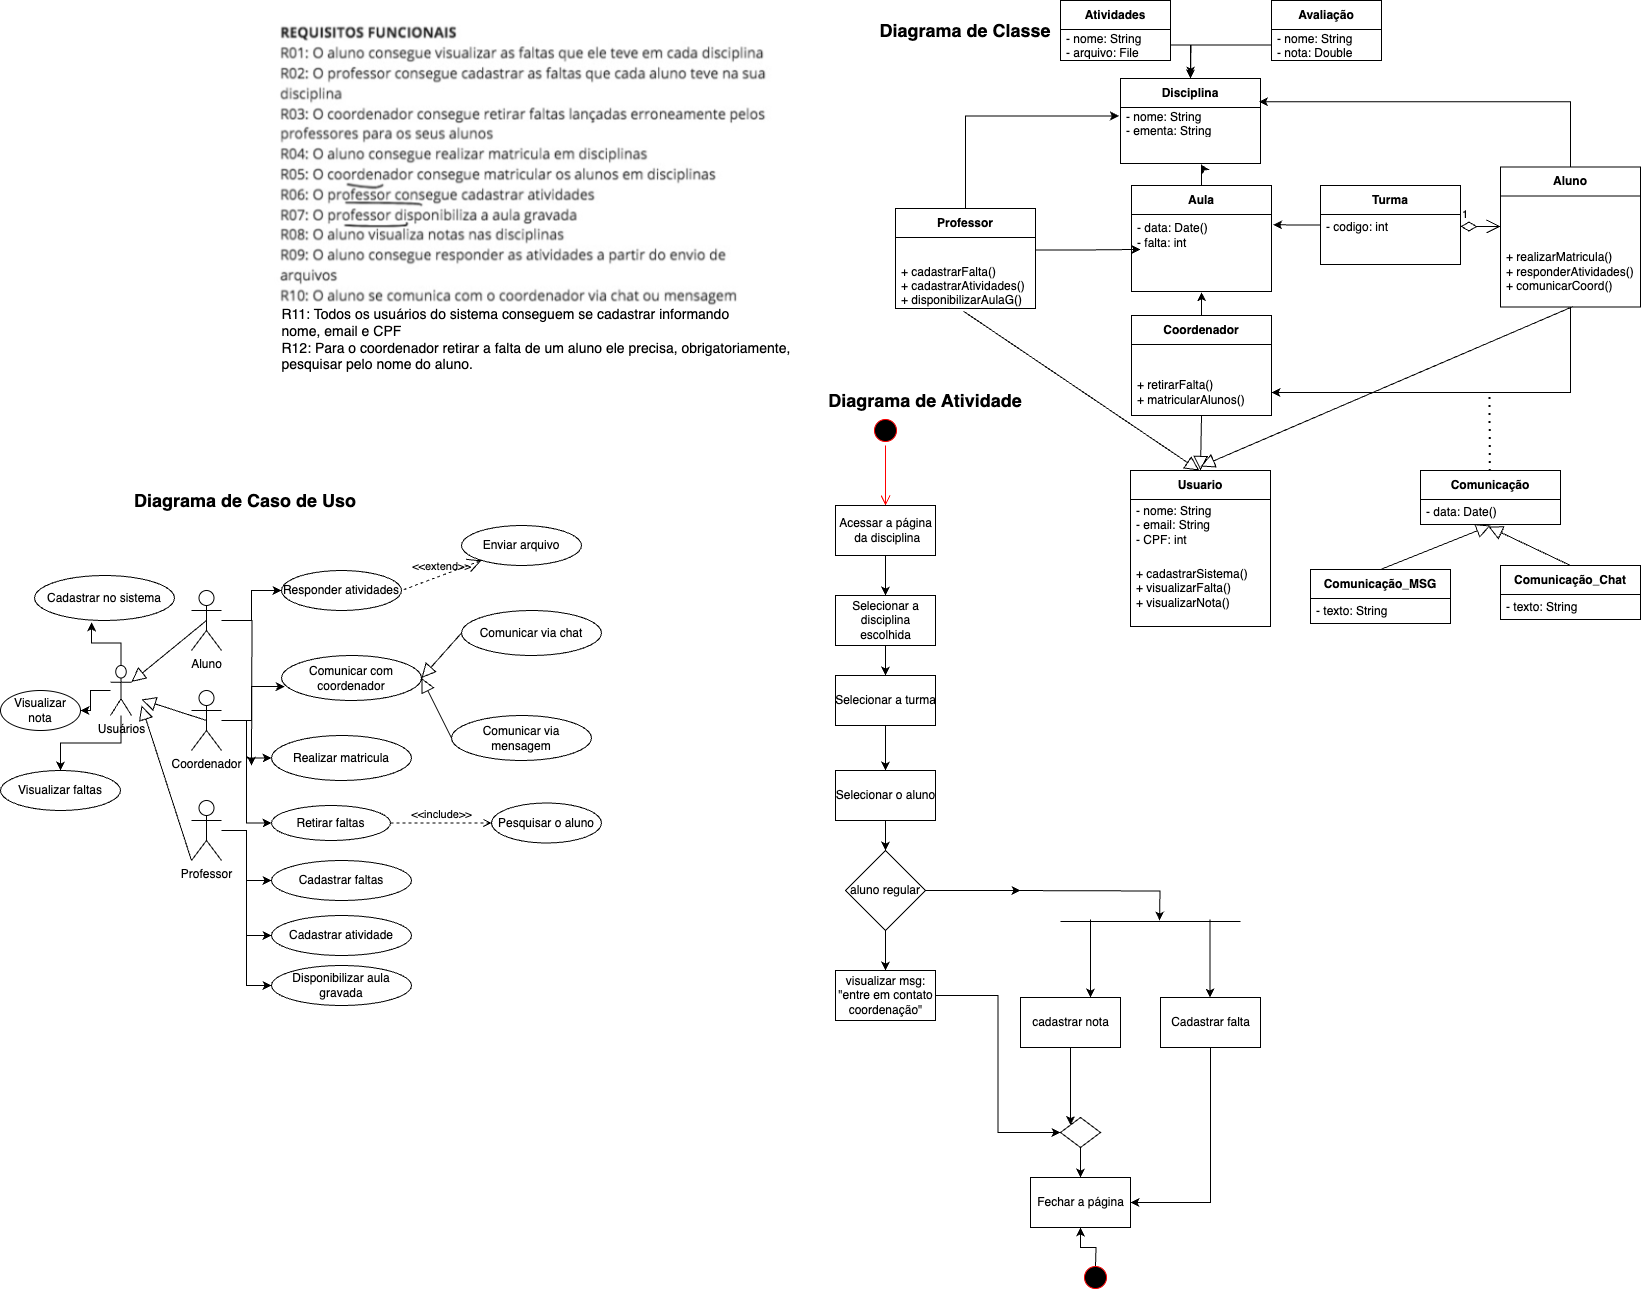 REQUISITOS FUNCIONAIS
R01: O aluno consegue visualizar as faltas que ele teve em cada disciplina
R02: O professor consegue cadastrar as faltas que cada aluno teve na sua
disciplina
R03: O coordenador consegue retirar faltas lançadas erroneamente pelos
professores para os seus alunos
R04: O aluno consegue realizar matricula em disciplinas
R05: O coordenador consegue matricular os alunos em disciplinas
R06: O professor consegue cadastrar atividades
R07: O professor disponibiliza a aula gravada
R08: O aluno visualiza notas nas disciplinas
R09: O aluno consegue responder as atividades a partir do envio de
arquivos
R10: O aluno se comunica com o coordenador via chat ou mensagem
R11: Todos os usuários do sistema conseguem se cadastrar informando
nome, email e CPF
R12: Para o coordenador retirar a falta de um aluno ele precisa, obrigatoriamente,
pesquisar pelo nome do aluno.
Diagrama de Classe
Atividades
- nome: String
- arquivo: File
Avaliação
- nome: String
- nota: Double
Disciplina
- nome: String
- ementa: String
Professor
+ cadastrarFalta()
+ cadastrarAtividades()
+ disponibilizarAulaG()
Aula
- data: Date()
- falta: int
Turma
- codigo: int
1
Aluno
+ realizarMatricula()
+ responderAtividades()
+ comunicarCoord()
Coordenador
+ retirarFalta()
+ matricularAlunos()
Usuario
- nome: String
- email: String
- CPF: int
+ cadastrarSistema()
+ visualizarFalta()
+ visualizarNota()
Comunicação
- data: Date()
Comunicação_MSG
- texto: String
Comunicação_Chat
- texto: String
Diagrama de Caso de Uso
Cadastrar no sistema
Visualizar
nota
Visualizar faltas
Usuários
Aluno
Coordenador
Professor
Responder atividades
<<extend>>
Enviar arquivo
Comunicar com
coordenador
Comunicar via chat
Comunicar via
mensagem
Realizar matricula
Retirar faltas
<<include>>
Pesquisar o aluno
Cadastrar faltas
Cadastrar atividade
Disponibilizar aula
gravada
Diagrama de Atividade
Acessar a página
da disciplina
Selecionar a
disciplina
escolhida
Selecionar a turma
Selecionar o aluno
aluno regular
visualizar msg:
"entre em contato
coordenação"
cadastrar nota
Cadastrar falta
Fechar a página